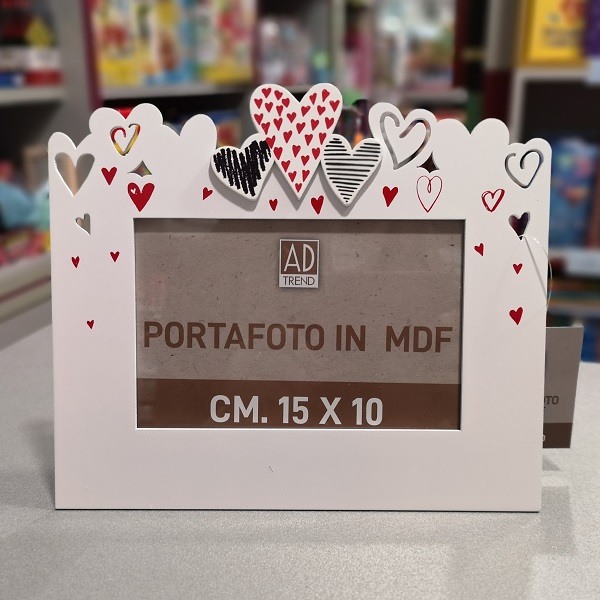 AD
TREND
PORTAFOTO IN MDF
CM. 15 X 10